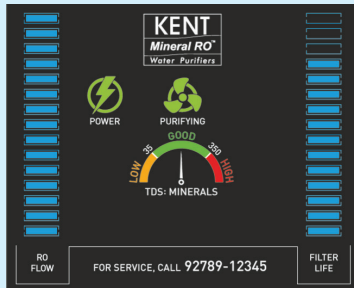 KENT
Mineral RO™
Water Purifiers
POWER
PURIFYING
LOW 35 GOOD 350 HIGH
TDS: MINERALS
RO
FLOW
FOR SERVICE, CALL 92789-12345
FILTER
LIFE